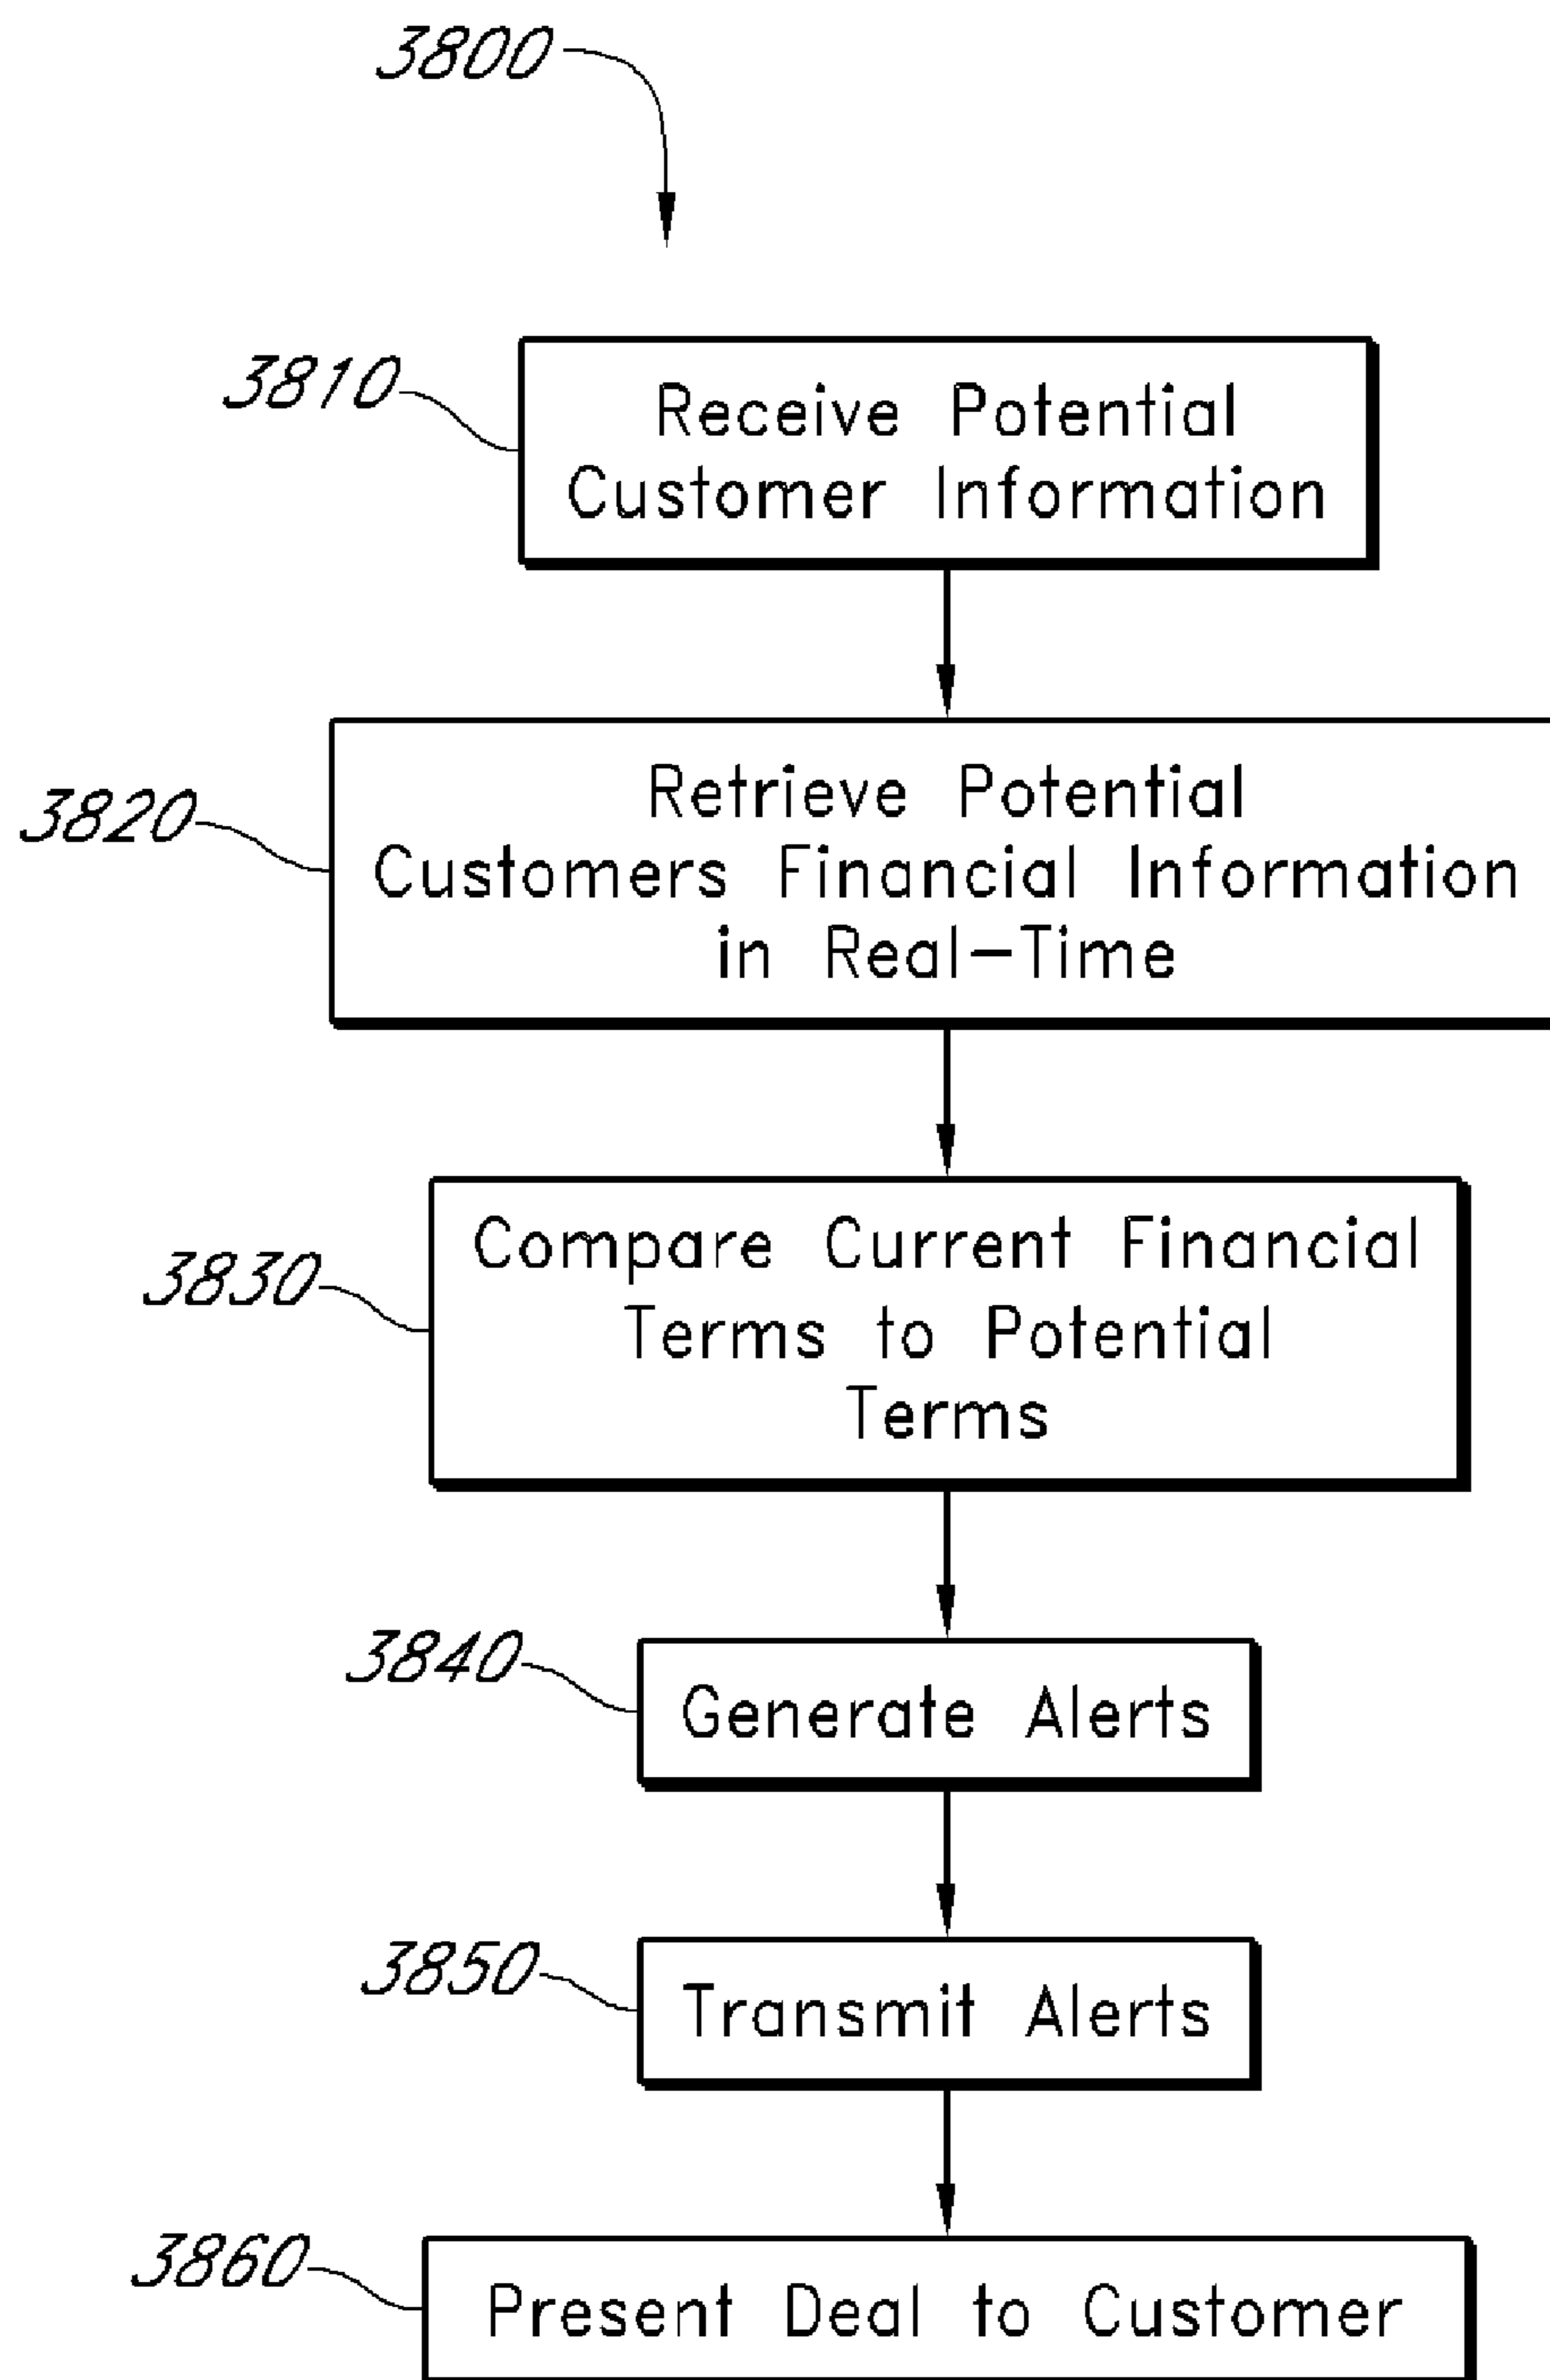 3800
3810
Receive Potential
Customer Information
3820
Retrieve Potential
Customers Financial Information
in Real-Time
3830
Compare Current Financial
Terms to Potential
Terms
3840
Generate Alerts
3850
Transmit Alerts
3860
Present Deal to Customer